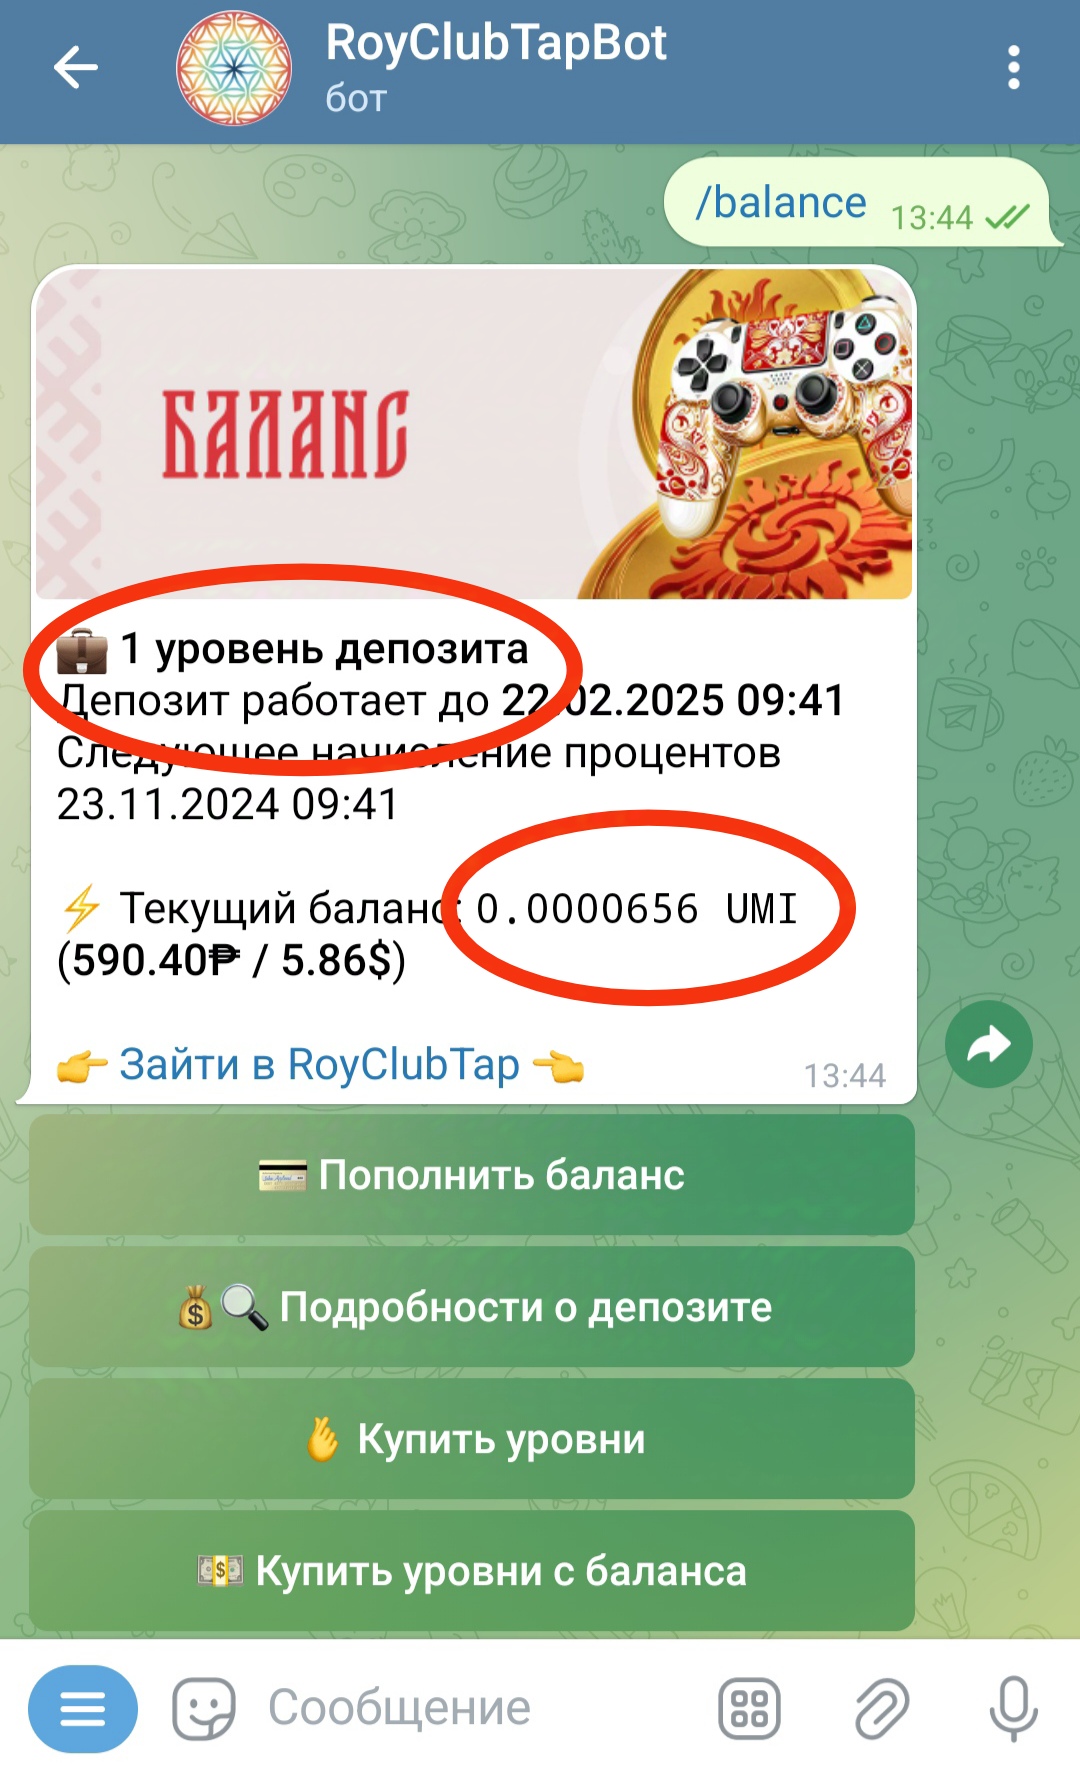 RoyClubTapBot
бот
/balance 13:44
БАЛАНС
1 уровень депозита
Депозит работает до 22.02.2025 09:41
Следующее начисление процентов
23.11.2024 09:41
Текущий баланс: 0.0000656 UMI
(590.40₱ / 5.86$)
Зайти в RoyClubTap
13:44
Пополнить баланс
Подробности о депозите
Купить уровни
Купить уровни с баланса
Сообщение